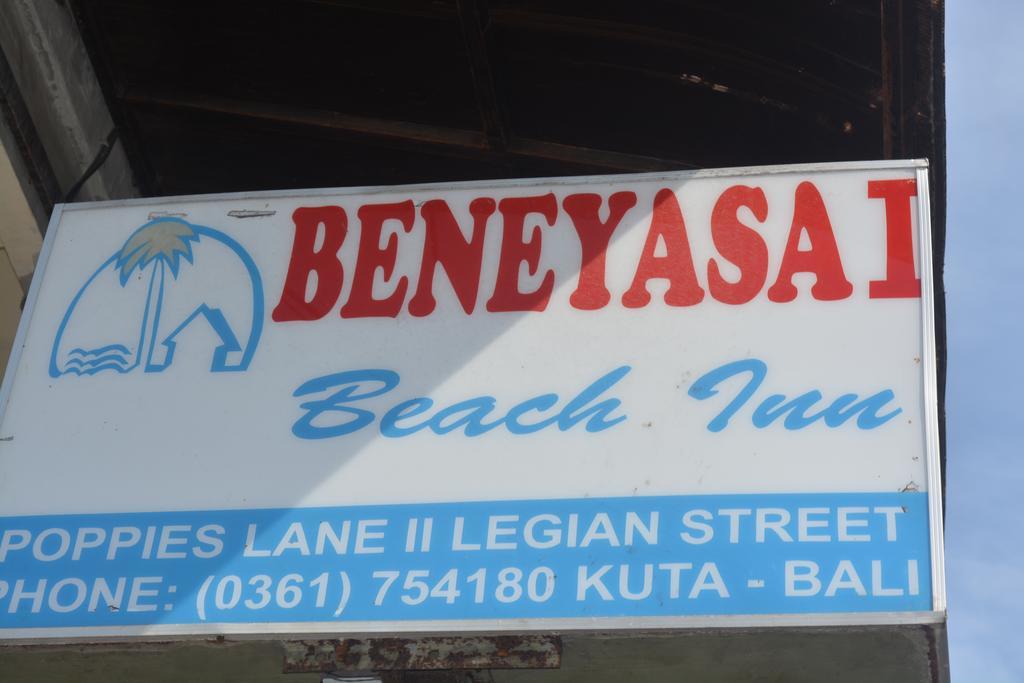 BENEYASA I
Beach Inn
POPPIES LANE II LEGIAN STREET
PHONE: (0361) 754180 KUTA - BALI